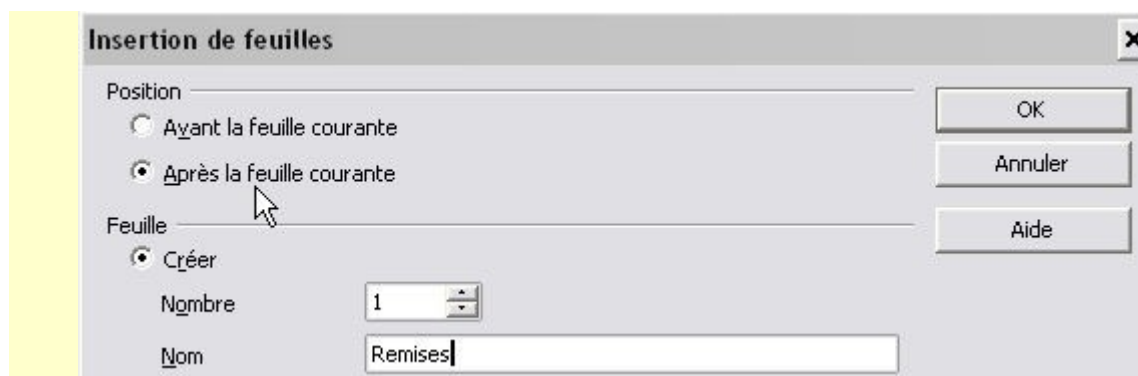 Insertion de feuilles
Position
Avant la feuille courante
OK
Après la feuille courante
Annuler
Feuille
Aide
Créer
Nombre 1
Nom Remises